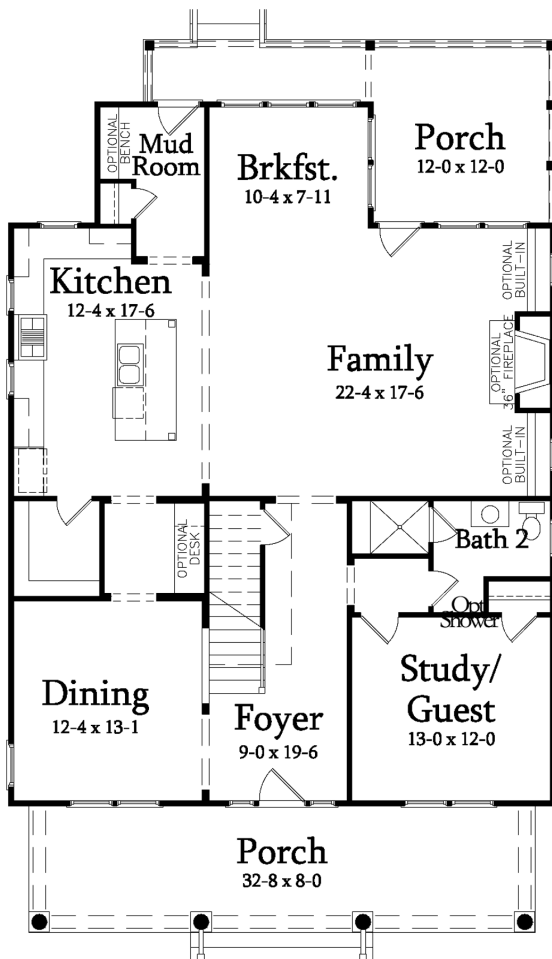 OPTIONAL
BENCH
Mud
Room
Brkfst.
10-4 x 7-11
Porch
12-0 x 12-0
Kitchen
12-4 x 17-6
OPTIONAL
BUILT-IN
Family
22-4 x 17-6
OPTIONAL
36" FIREPLACE
OPTIONAL
BUILT-IN
OPTIONAL
DESK
Bath 2
Opt.
Shower
Dining
12-4 x 13-1
Foyer
9-0 x 19-6
Study/
Guest
13-0 x 12-0
Porch
32-8 x 8-0